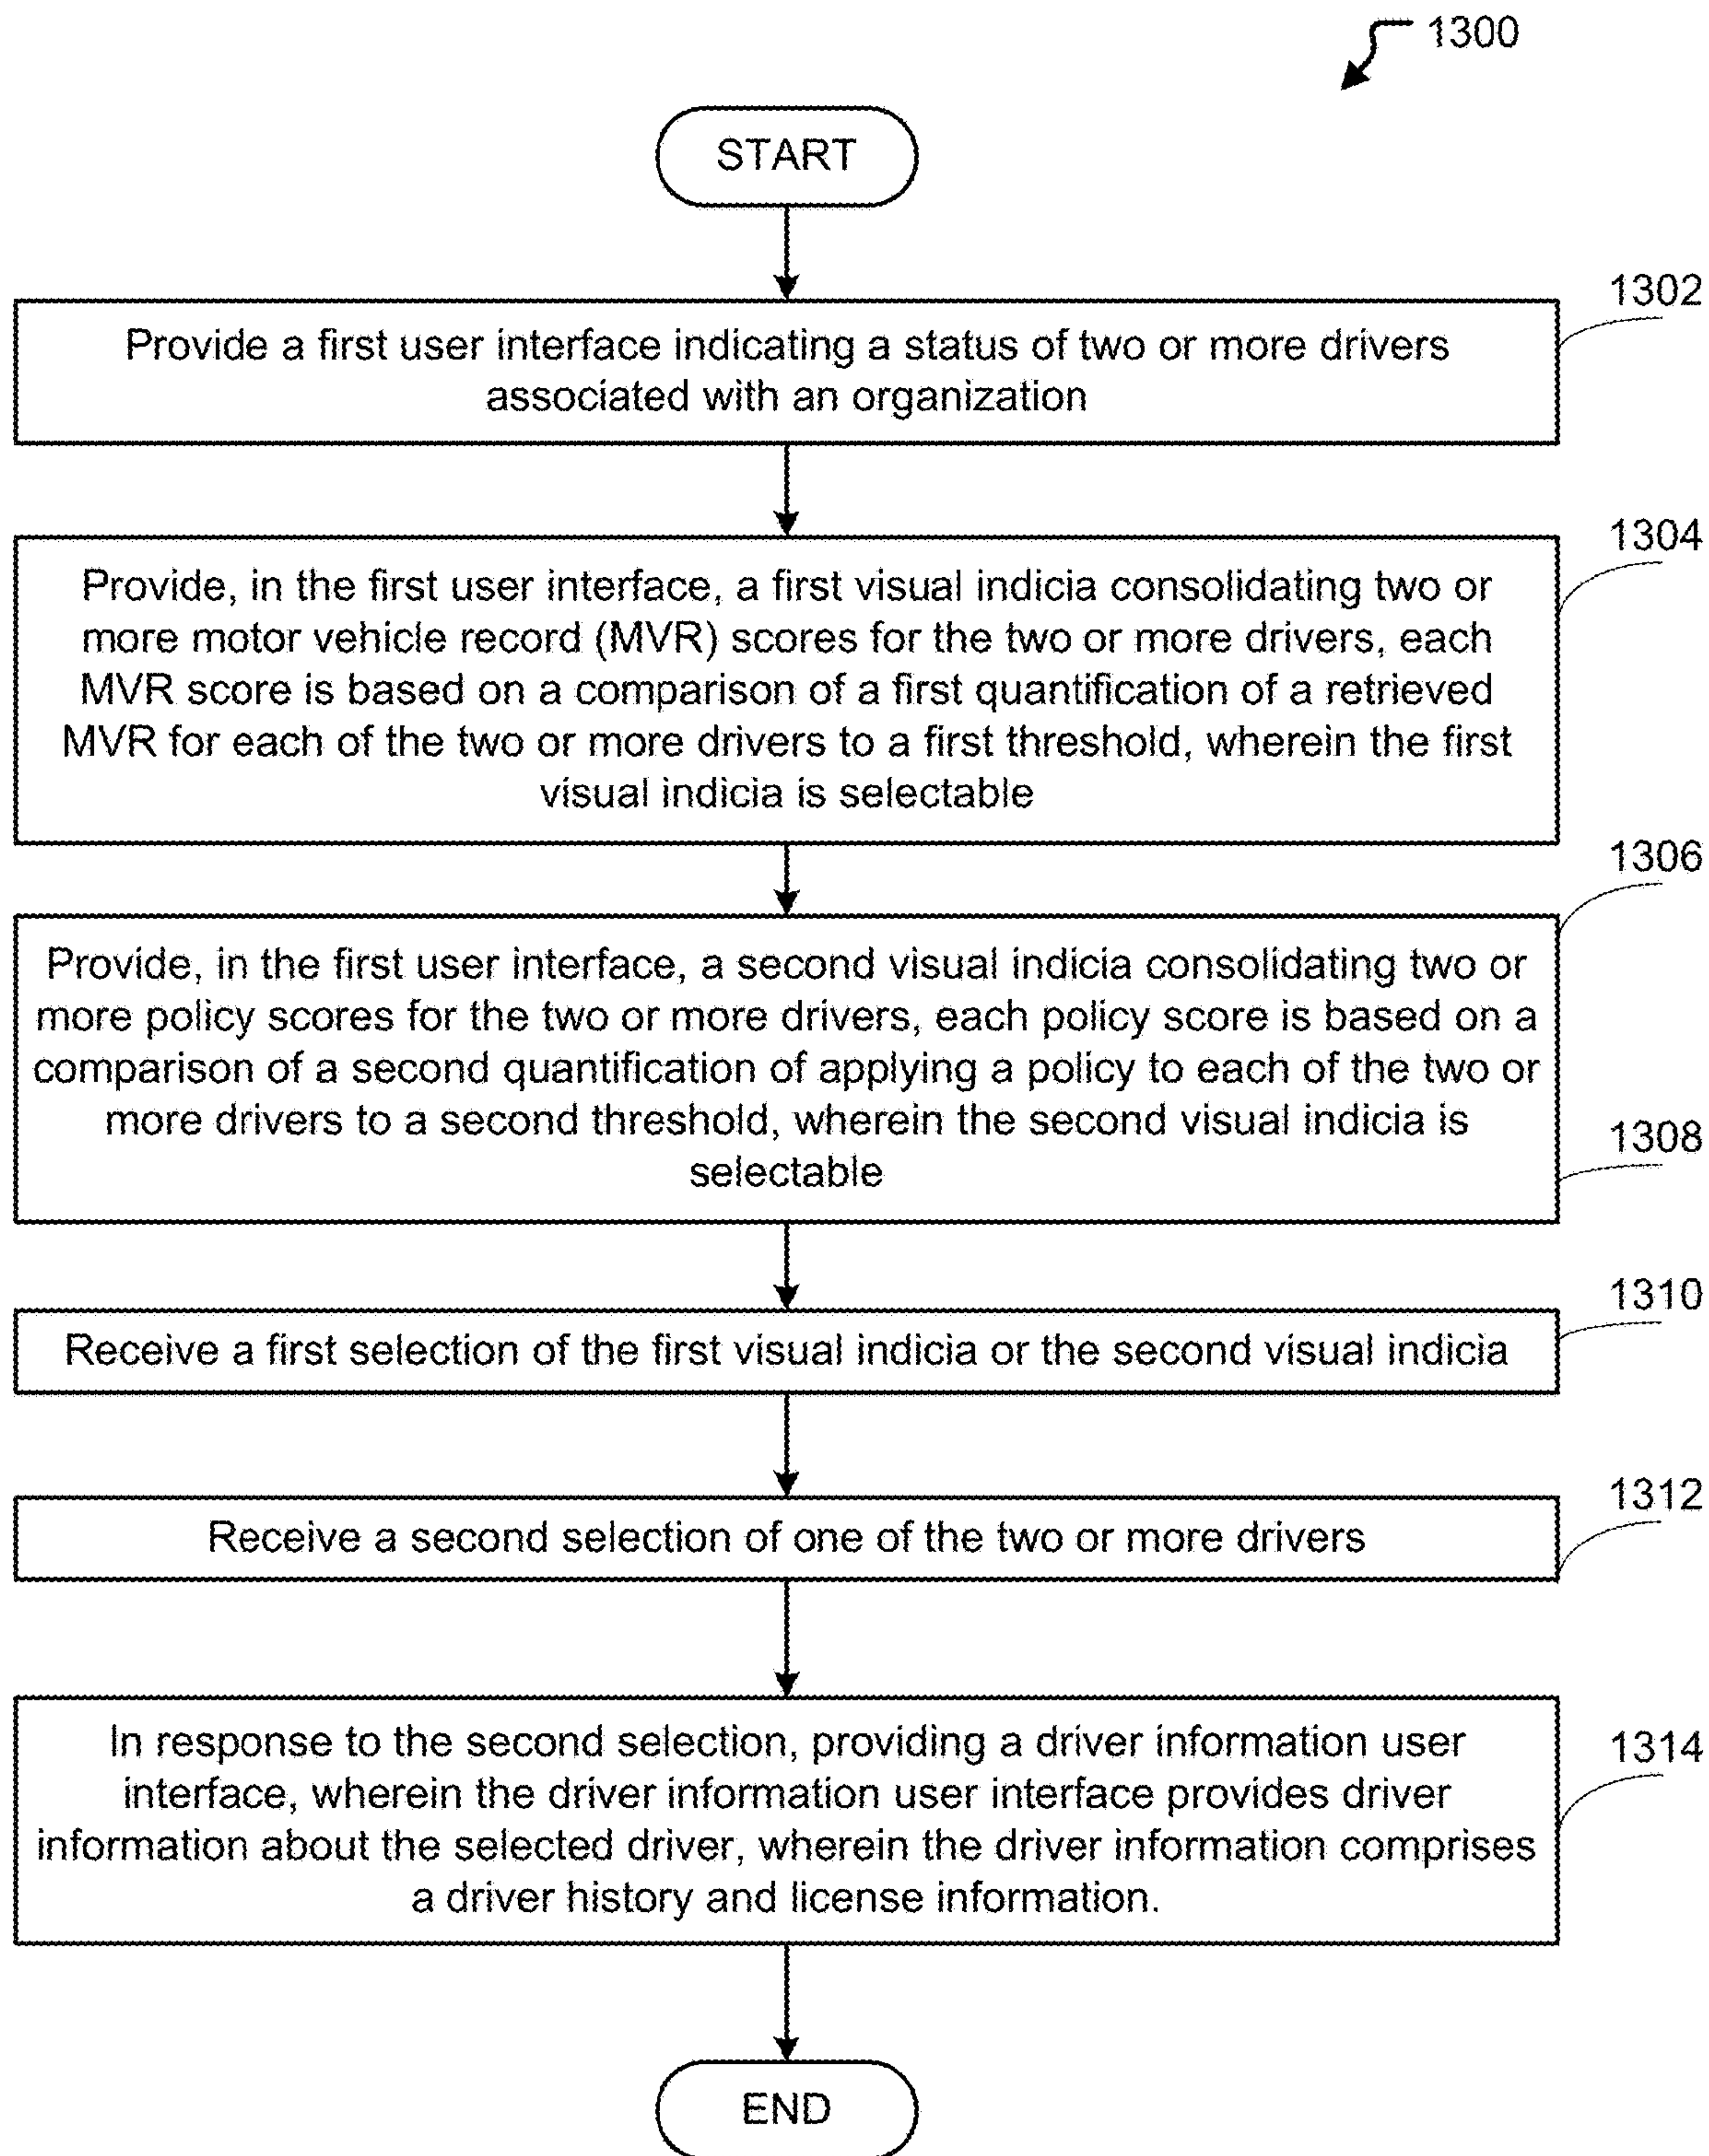 1300
START
1302
Provide a first user interface indicating a status of two or more drivers
associated with an organization
1304
Provide, in the first user interface, a first visual indicia consolidating two or
more motor vehicle record (MVR) scores for the two or more drivers, each
MVR score is based on a comparison of a first quantification of a retrieved
MVR for each of the two or more drivers to a first threshold, wherein the first
visual indicia is selectable
1306
Provide, in the first user interface, a second visual indicia consolidating two or
more policy scores for the two or more drivers, each policy score is based on a
comparison of a second quantification of applying a policy to each of the two or
more drivers to a second threshold, wherein the second visual indicia is
selectable
1308
1310
Receive a first selection of the first visual indicia or the second visual indicia
1312
Receive a second selection of one of the two or more drivers
In response to the second selection, providing a driver information user
1314
interface, wherein the driver information user interface provides driver
information about the selected driver, wherein the driver information comprises
a driver history and license information.
END